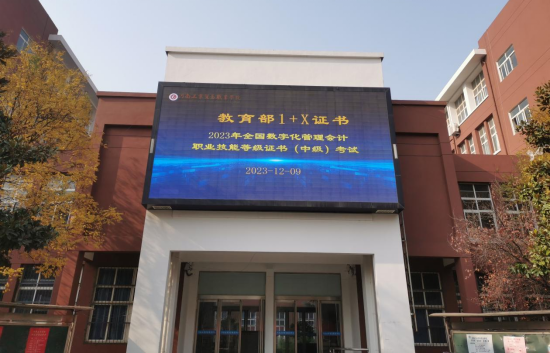 教育部1+X证书
2023年全国数字化管理会计
职业技能等级证书（中级）考试
2023-12-09